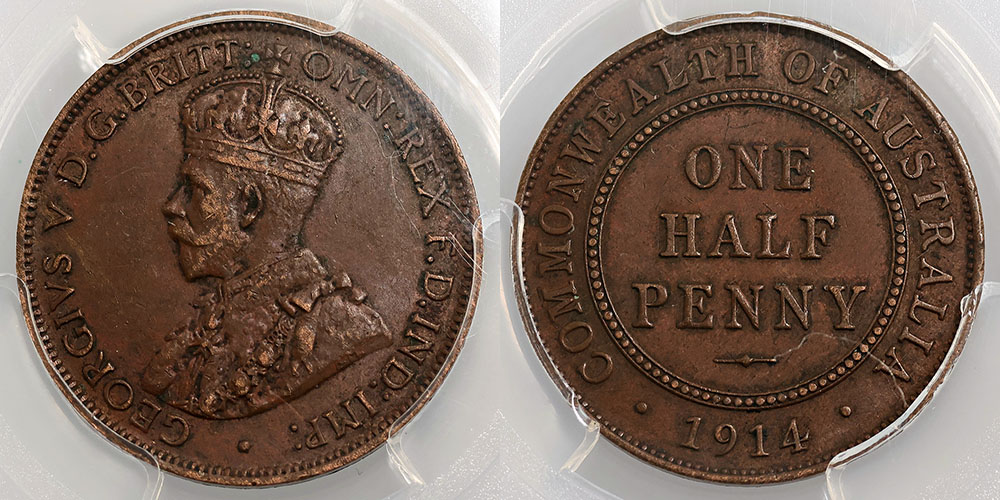 GEORGIVS V D.G.BRITT: OMN:REX F.D:IND:IMP:
COMMONWEALTH OF AUSTRALIA
ONE
HALF
PENNY
· 1914 ·